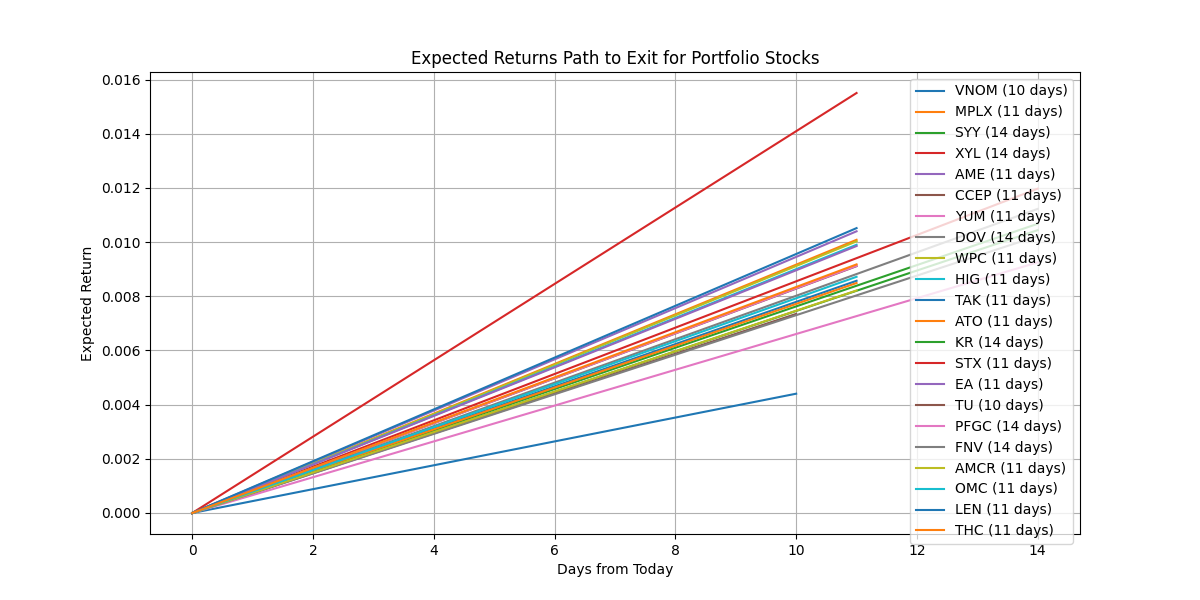 Expected Returns Path to Exit for Portfolio Stocks
0.016
0.014
0.012
0.010
0.008
0.006
0.004
0.002
0.000
Expected Return
0
2
4
6
8
10
12
14
Days from Today
VNOM (10 days)
MPLX (11 days)
SYY (14 days)
XYL (14 days)
AME (11 days)
CCEP (11 days)
YUM (11 days)
DOV (14 days)
WPC (11 days)
HIG (11 days)
TAK (11 days)
ATO (11 days)
KR (14 days)
STX (11 days)
EA (11 days)
TU (10 days)
PFGC (14 days)
FNV (14 days)
AMCR (11 days)
OMC (11 days)
LEN (11 days)
THC (11 days)